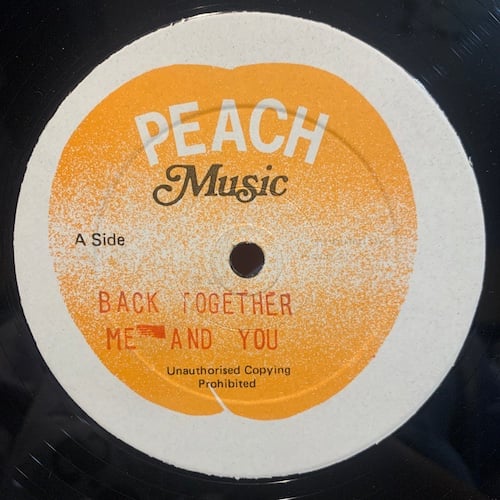 PEACH
Music
A Side
BACK TOGETHER
ME AND YOU
Unauthorised Copying
Prohibited